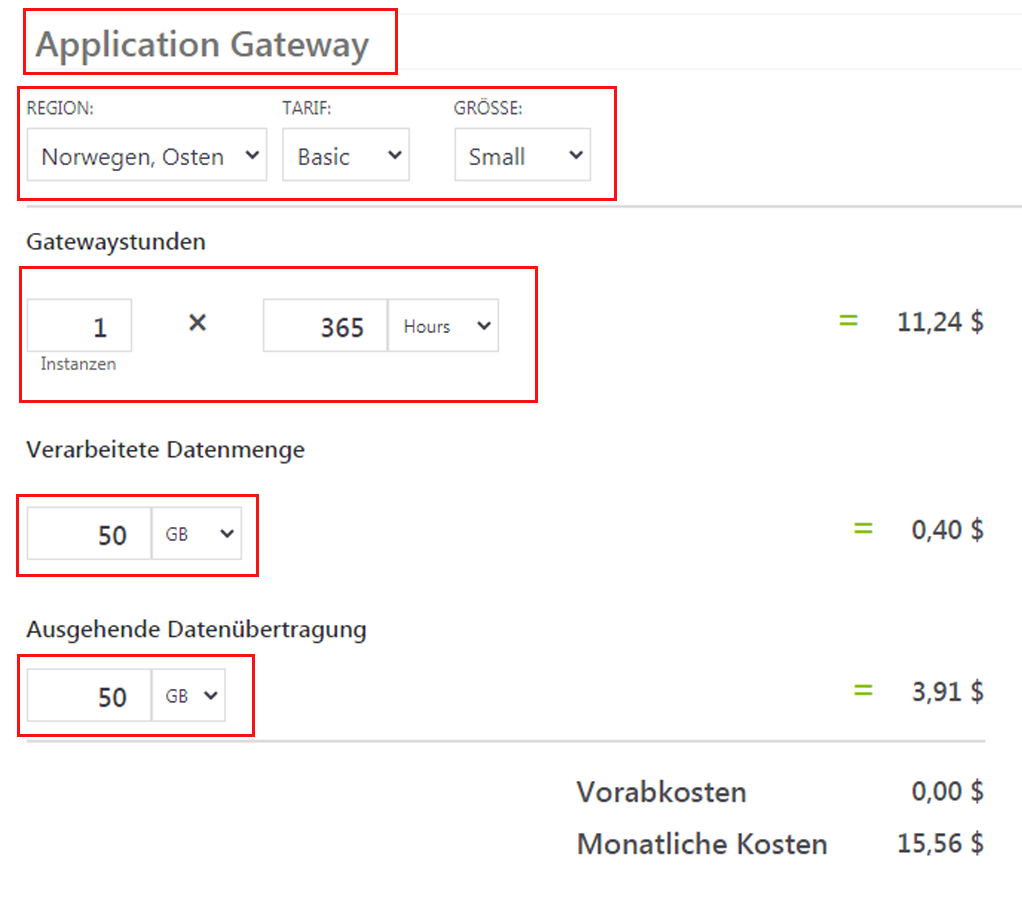 Application Gateway
REGION: TARIF: GRÖSSE:
Norwegen, Osten Basic Small
Gatewaystunden
1 × 365 Hours = 11,24 $
Instanzen
Verarbeitete Datenmenge
50 GB = 0,40 $
Ausgehende Datenübertragung
50 GB = 3,91 $
Vorabkosten 0,00 $
Monatliche Kosten 15,56 $